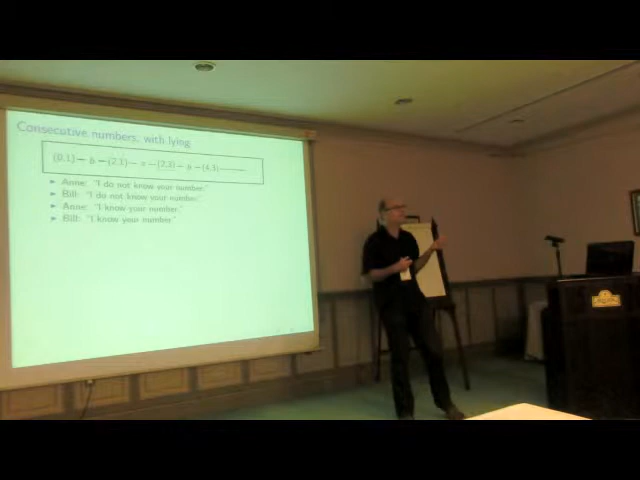 Consecutive numbers, with lying
(0,1) — b — (2,1) — a — (2,3) — b — (4,3)
Anne: "I do not know your number."
Bill: "I do not know your number."
Anne: "I know your number."
Bill: "I know your number."